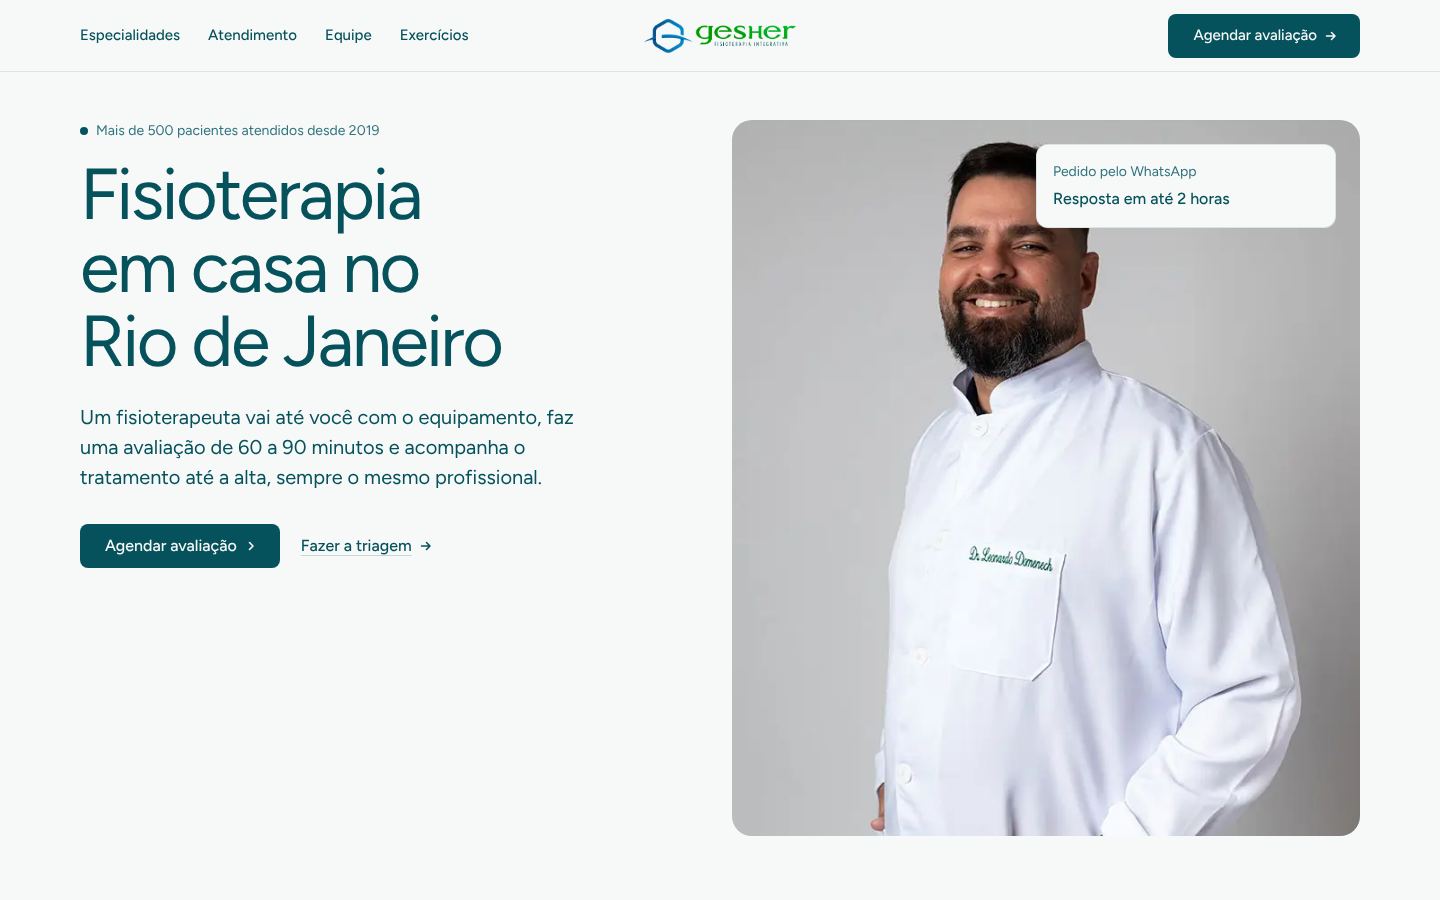 Especialidades
Atendimento
Equipe
Exercícios
gesher
FISIOTERAPIA INTEGRATIVA
Agendar avaliação
Mais de 500 pacientes atendidos desde 2019
Fisioterapia
em casa no
Rio de Janeiro
Um fisioterapeuta vai até você com o equipamento, faz
uma avaliação de 60 a 90 minutos e acompanha o
tratamento até a alta, sempre o mesmo profissional.
Agendar avaliação
Fazer a triagem
Pedido pelo WhatsApp
Resposta em até 2 horas
Dr. Leonardo Domenech